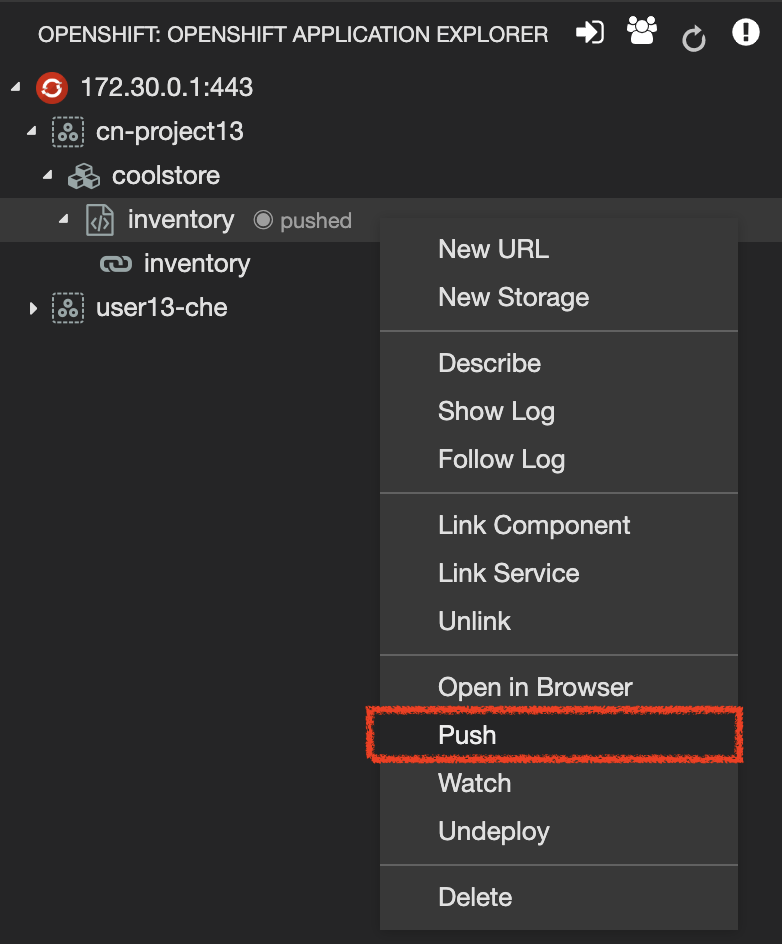 OPENSHIFT: OPENSHIFT APPLICATION EXPLORER
172.30.0.1:443
cn-project13
coolstore
inventory pushed
inventory
user13-che
New URL
New Storage
Describe
Show Log
Follow Log
Link Component
Link Service
Unlink
Open in Browser
Push
Watch
Undeploy
Delete